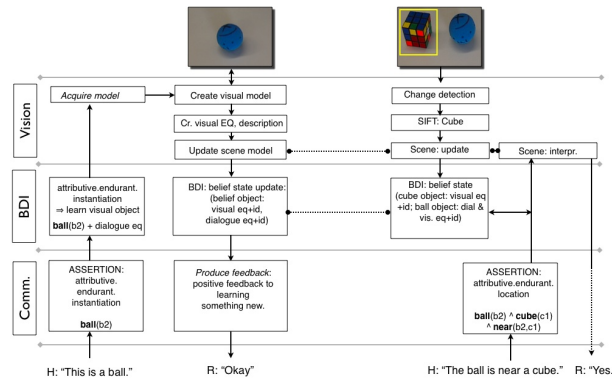 Vision
Acquire model
Create visual model
Cr. visual EQ, description
Update scene model
Change detection
SIFT: Cube
Scene: update
Scene: interpr.
BDI
attributive.endurant.
instantiation
⇒ learn visual object
ball(b2) + dialogue eq
BDI: belief state update:
(belief object:
visual eq+id,
dialogue eq+id)
BDI: belief state
(cube object: visual eq
+id; ball object: dial &
vis. eq+id)
Comm.
ASSERTION:
attributive.
endurant.
instantiation
ball(b2)
Produce feedback:
positive feedback to
learning
something new.
ASSERTION:
attributive.endurant.
location
ball(b2) ^ cube(c1)
^ near(b2,c1)
H: “This is a ball.”
R: “Okay”
H: “The ball is near a cube.”
R: “Yes.